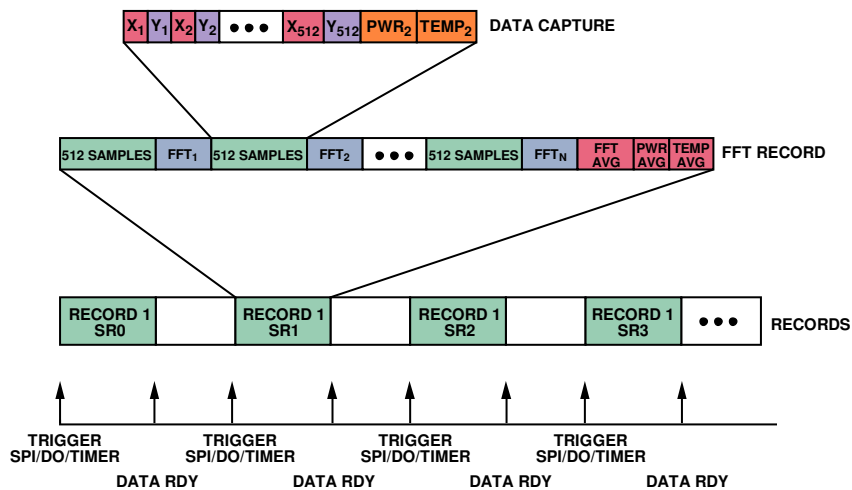 X1 Y1 X2 Y2 ••• X512 Y512 PWR2 TEMP2 DATA CAPTURE
512 SAMPLES FFT1 512 SAMPLES FFT2 ••• 512 SAMPLES FFTN FFT AVG PWR AVG TEMP AVG FFT RECORD
RECORD 1 SR0 RECORD 1 SR1 RECORD 1 SR2 RECORD 1 SR3 ••• RECORDS
TRIGGER TRIGGER TRIGGER TRIGGER
SPI/DO/TIMER SPI/DO/TIMER SPI/DO/TIMER SPI/DO/TIMER
DATA RDY DATA RDY DATA RDY DATA RDY